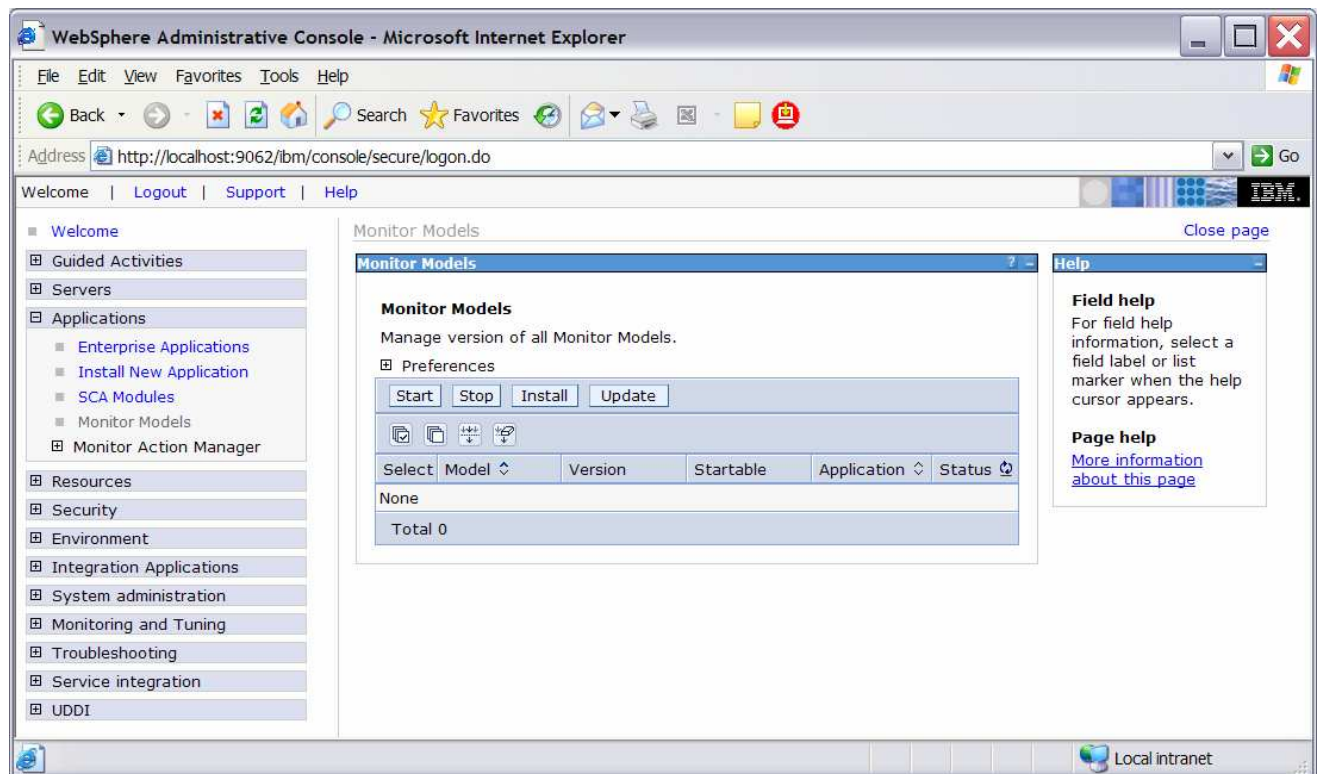 WebSphere Administrative Console - Microsoft Internet Explorer
File Edit View Favorites Tools Help
Back Search Favorites
Address http://localhost:9062/ibm/console/secure/logon.do Go
Welcome | Logout | Support | Help IBM.
Welcome
Guided Activities
Servers
Applications
Enterprise Applications
Install New Application
SCA Modules
Monitor Models
Monitor Action Manager
Resources
Security
Environment
Integration Applications
System administration
Monitoring and Tuning
Troubleshooting
Service integration
UDDI
Monitor Models Close page
Monitor Models ? -
Monitor Models
Manage version of all Monitor Models.
Preferences
Start Stop Install Update
Select Model Version Startable Application Status
None
Total 0
Help -
Field help
For field help
information, select a
field label or list
marker when the help
cursor appears.
Page help
More information
about this page
Local intranet